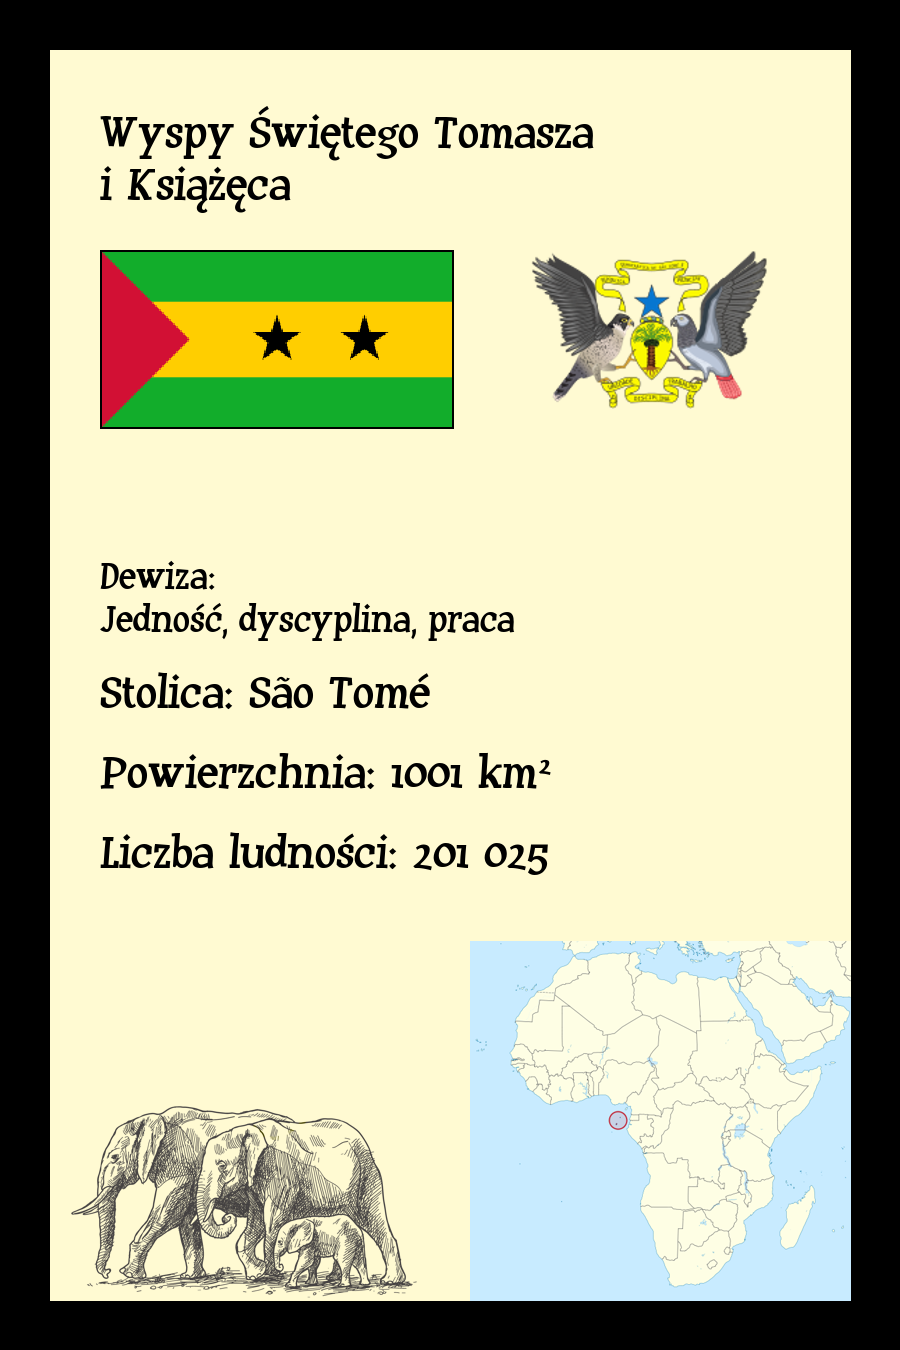 Wyspy Świętego Tomasza
i Książęca
Dewiza:
Jedność, dyscyplina, praca
Stolica: São Tomé
Powierzchnia: 1001 km²
Liczba ludności: 201 025